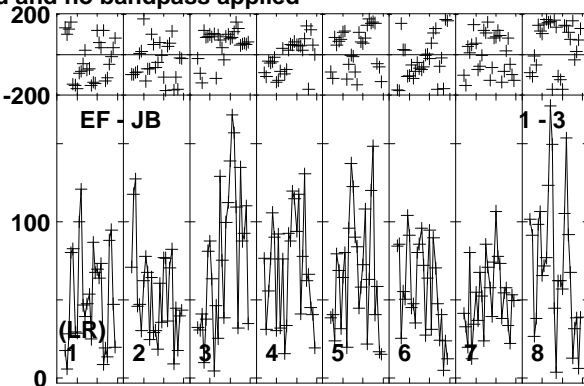 d and no bandpass applied
200
-200
EF - JB 1 - 3
100
(LR)
0 1 2 3 4 5 6 7 8